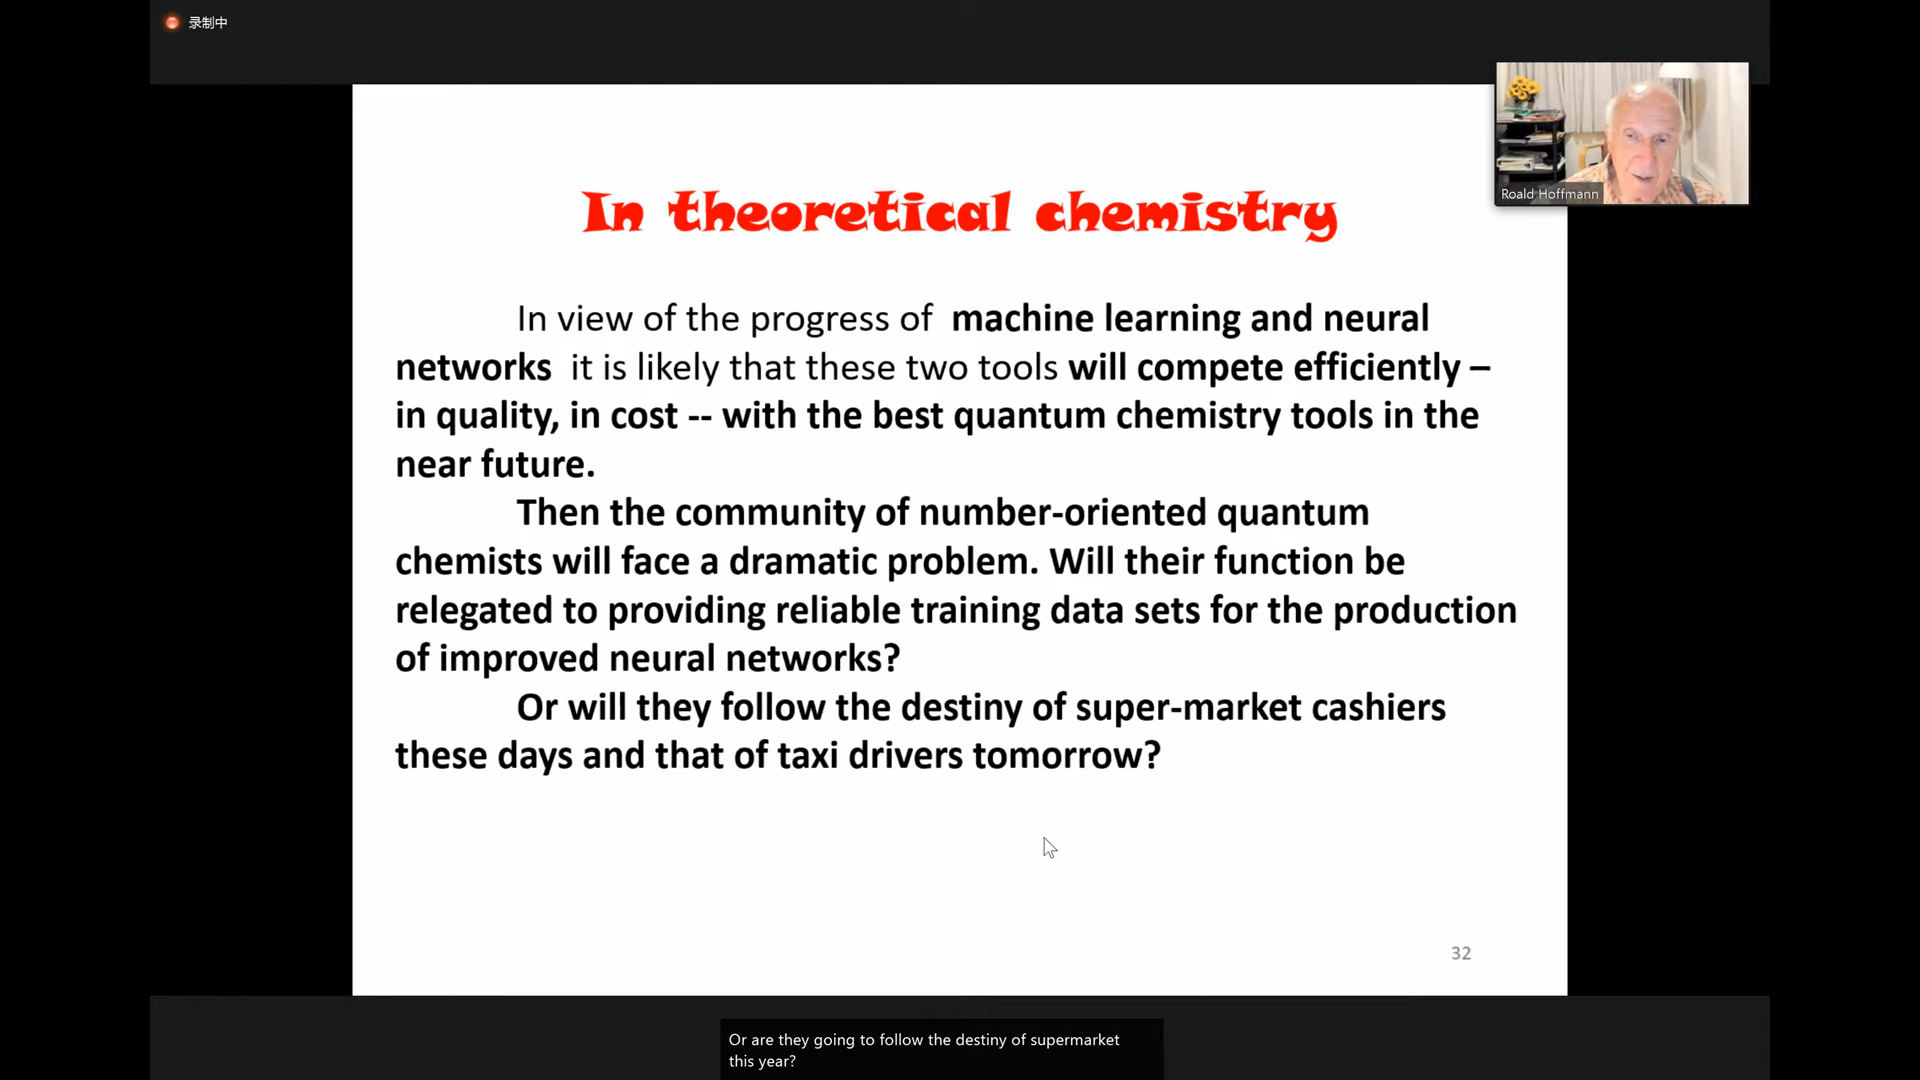 录制中
Roald Hoffmann
In theoretical chemistry
In view of the progress of machine learning and neural
networks it is likely that these two tools will compete efficiently –
in quality, in cost -- with the best quantum chemistry tools in the
near future.
Then the community of number-oriented quantum
chemists will face a dramatic problem. Will their function be
relegated to providing reliable training data sets for the production
of improved neural networks?
Or will they follow the destiny of super-market cashiers
these days and that of taxi drivers tomorrow?
32
Or are they going to follow the destiny of supermarket
this year?